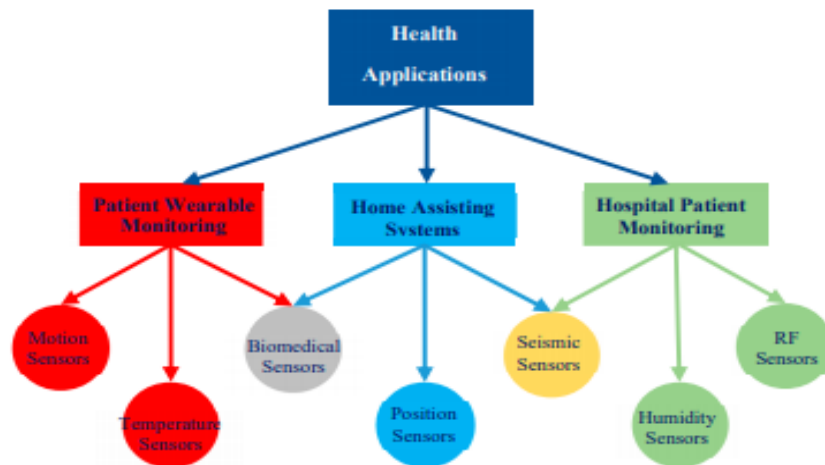 Health
Applications
Patient Wearable
Monitoring
Home Assisting
Systems
Hospital Patient
Monitoring
Motion
Sensors
Biomedical
Sensors
Seismic
Sensors
RF
Sensors
Temperature
Sensors
Position
Sensors
Humidity
Sensors